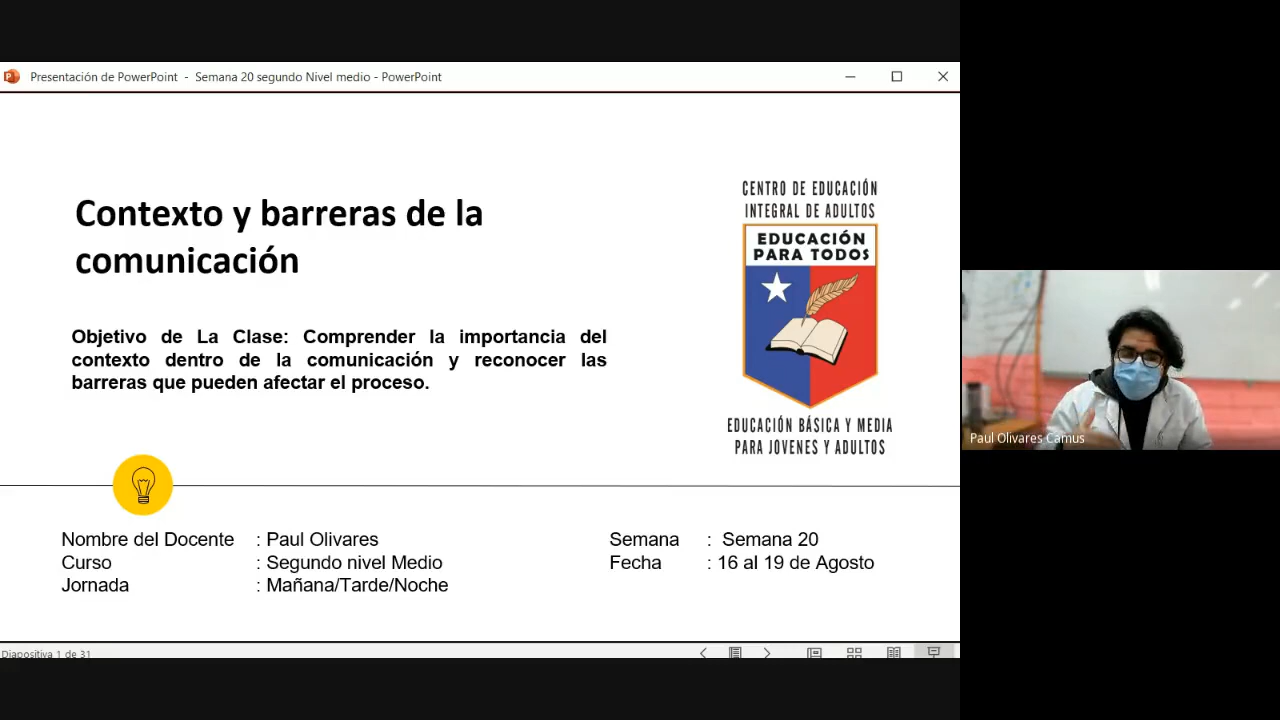 Presentación de PowerPoint - Semana 20 segundo Nivel medio - PowerPoint
Contexto y barreras de la
comunicación
Objetivo de La Clase: Comprender la importancia del
contexto dentro de la comunicación y reconocer las
barreras que pueden afectar el proceso.
CENTRO DE EDUCACIÓN
INTEGRAL DE ADULTOS
EDUCACIÓN
PARA TODOS
EDUCACIÓN BÁSICA Y MEDIA
PARA JOVENES Y ADULTOS
Nombre del Docente : Paul Olivares
Curso : Segundo nivel Medio
Jornada : Mañana/Tarde/Noche
Semana : Semana 20
Fecha : 16 al 19 de Agosto
Diapositiva 1 de 31
Paul Olivares Camus